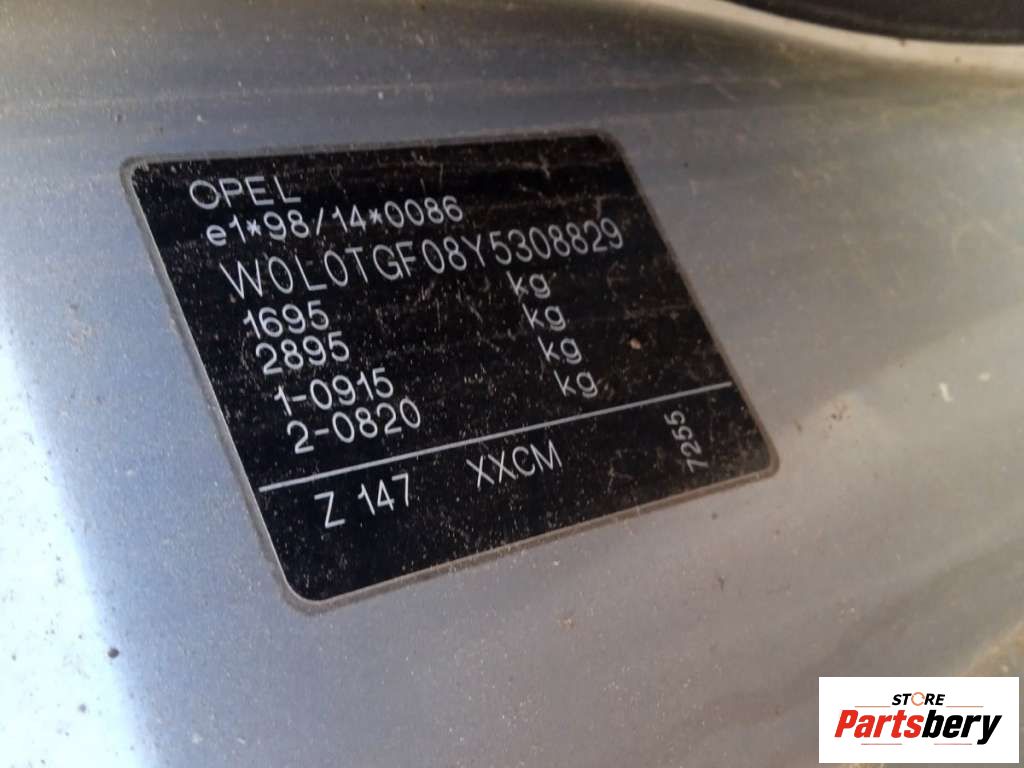 OPEL
e1*98/14*0086
W0L0TGF08Y5308829
1695 kg
2895 kg
1-0915 kg
2-0820 kg
Z 147 XXCM 7255
STORE
Partsbery